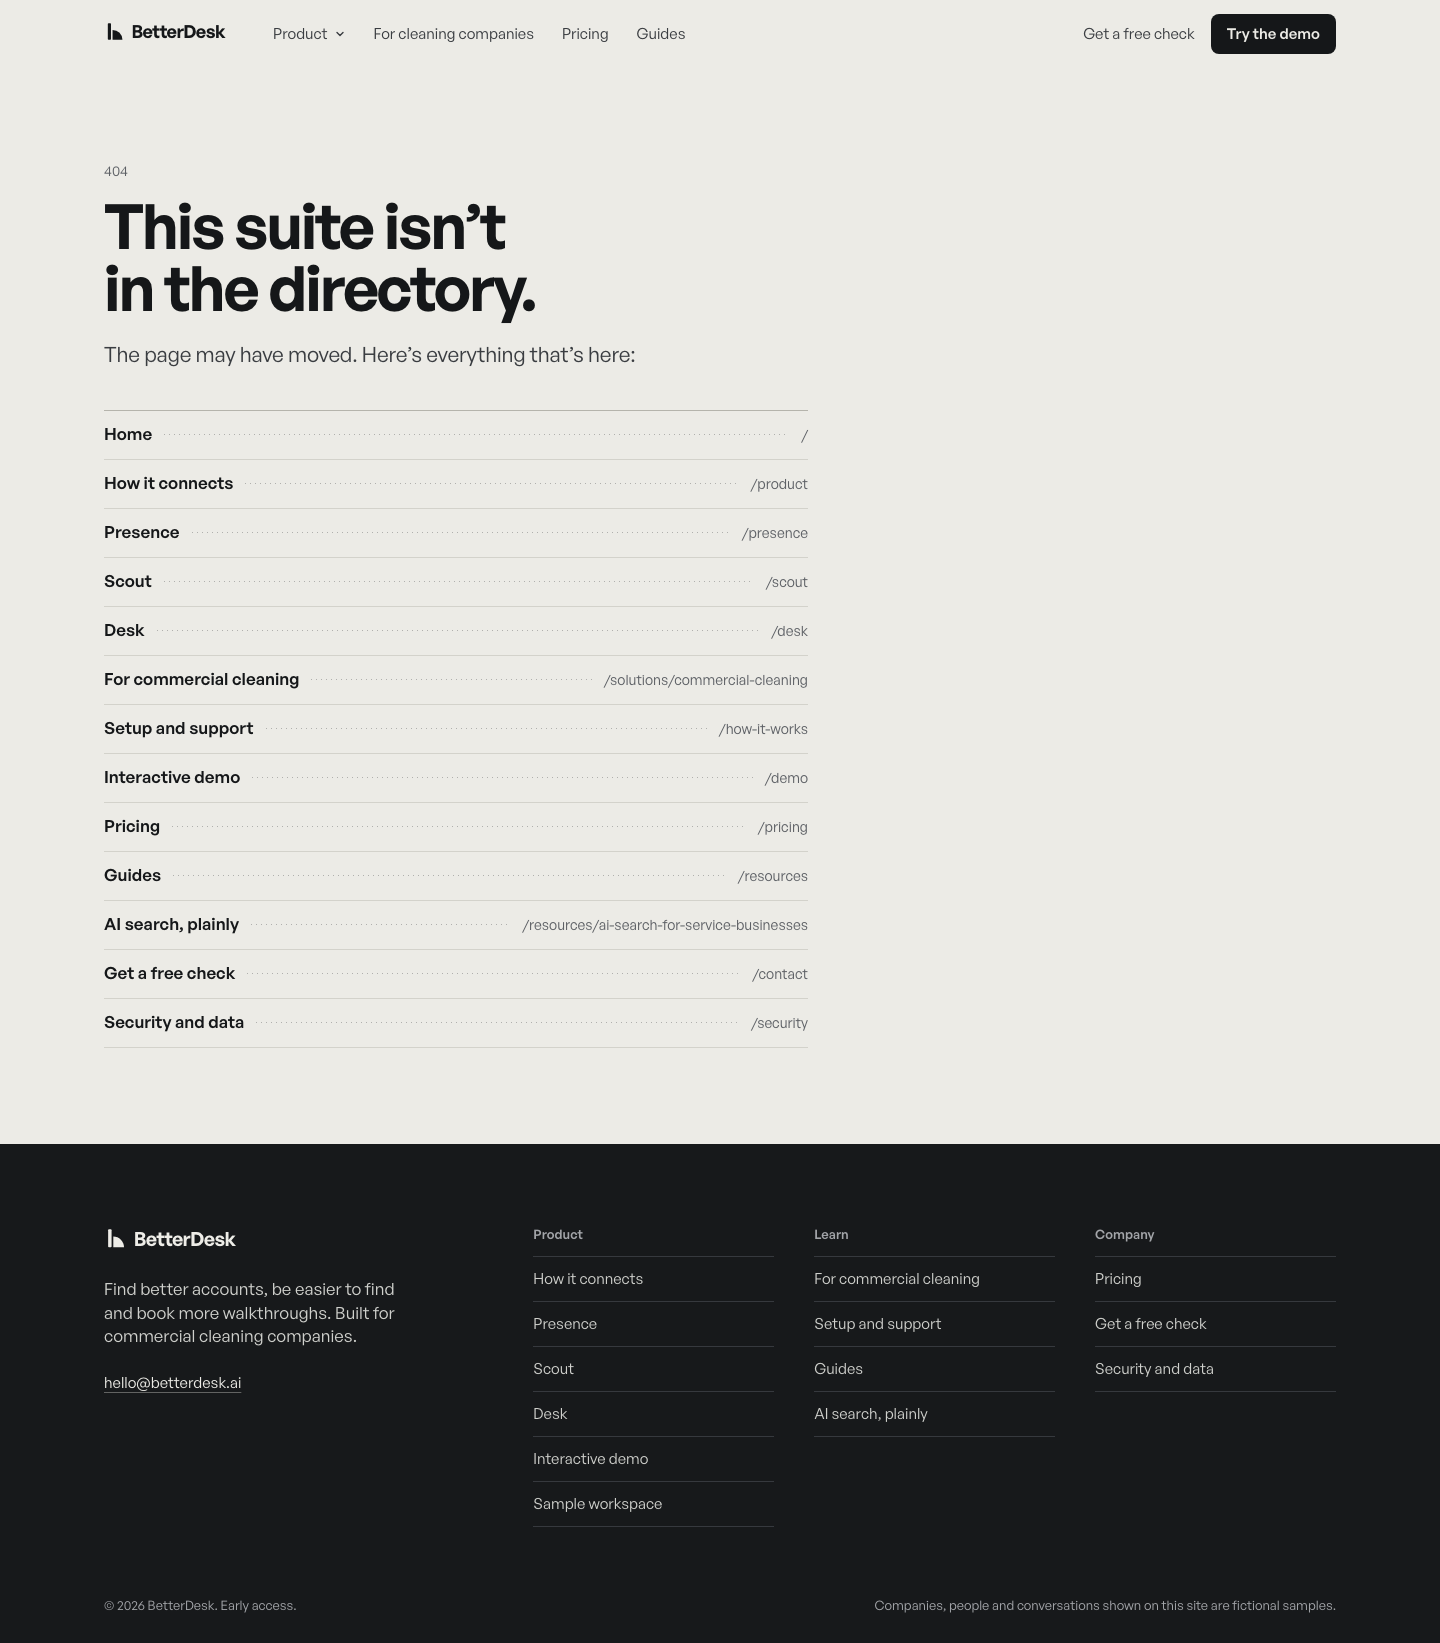 BetterDesk
Product
For cleaning companies
Pricing
Guides
Get a free check
Try the demo
404
This suite isn’t
in the directory.
The page may have moved. Here’s everything that’s here:
Home /
How it connects /product
Presence /presence
Scout /scout
Desk /desk
For commercial cleaning /solutions/commercial-cleaning
Setup and support /how-it-works
Interactive demo /demo
Pricing /pricing
Guides /resources
AI search, plainly /resources/ai-search-for-service-businesses
Get a free check /contact
Security and data /security
BetterDesk
Find better accounts, be easier to find
and book more walkthroughs. Built for
commercial cleaning companies.
hello@betterdesk.ai
Product
How it connects
Presence
Scout
Desk
Interactive demo
Sample workspace
Learn
For commercial cleaning
Setup and support
Guides
AI search, plainly
Company
Pricing
Get a free check
Security and data
© 2026 BetterDesk. Early access.
Companies, people and conversations shown on this site are fictional samples.